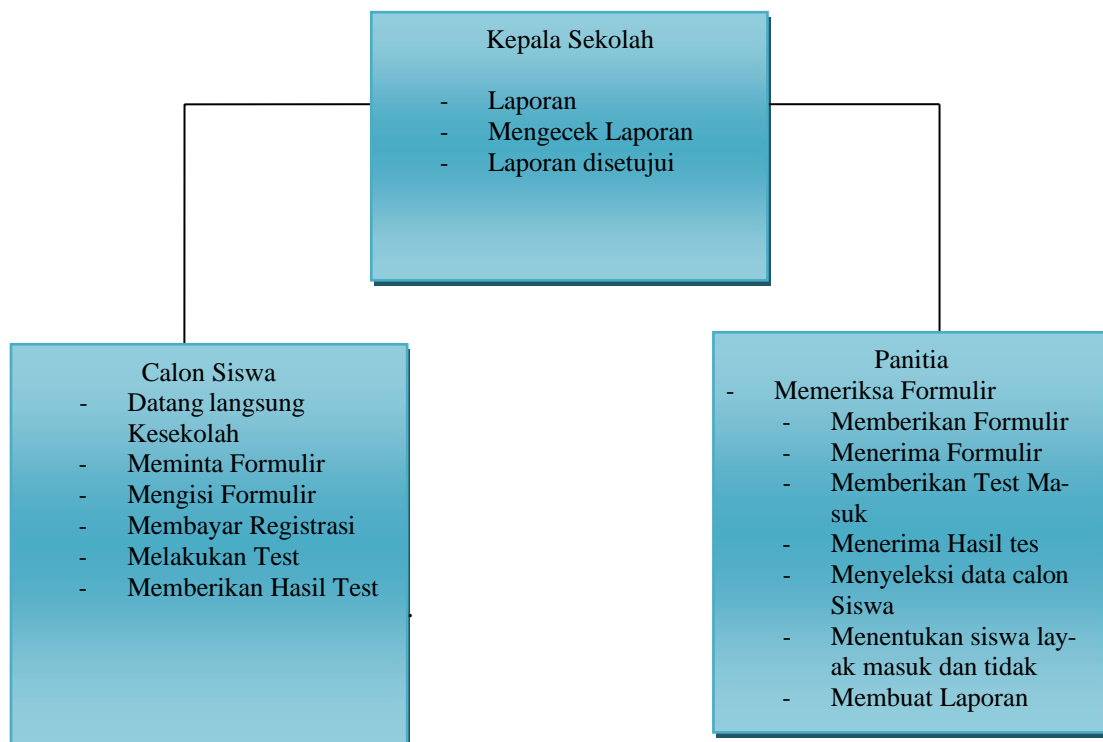 Kepala Sekolah
- Laporan
- Mengecek Laporan
- Laporan disetujui
Calon Siswa
- Datang langsung
Kesekolah
- Meminta Formulir
- Mengisi Formulir
- Membayar Registrasi
- Melakukan Test
- Memberikan Hasil Test
.
Panitia
- Memeriksa Formulir
- Memberikan Formulir
- Menerima Formulir
- Memberikan Test Ma-
suk
- Menerima Hasil tes
- Menyeleksi data calon
Siswa
- Menentukan siswa lay-
ak masuk dan tidak
- Membuat Laporan